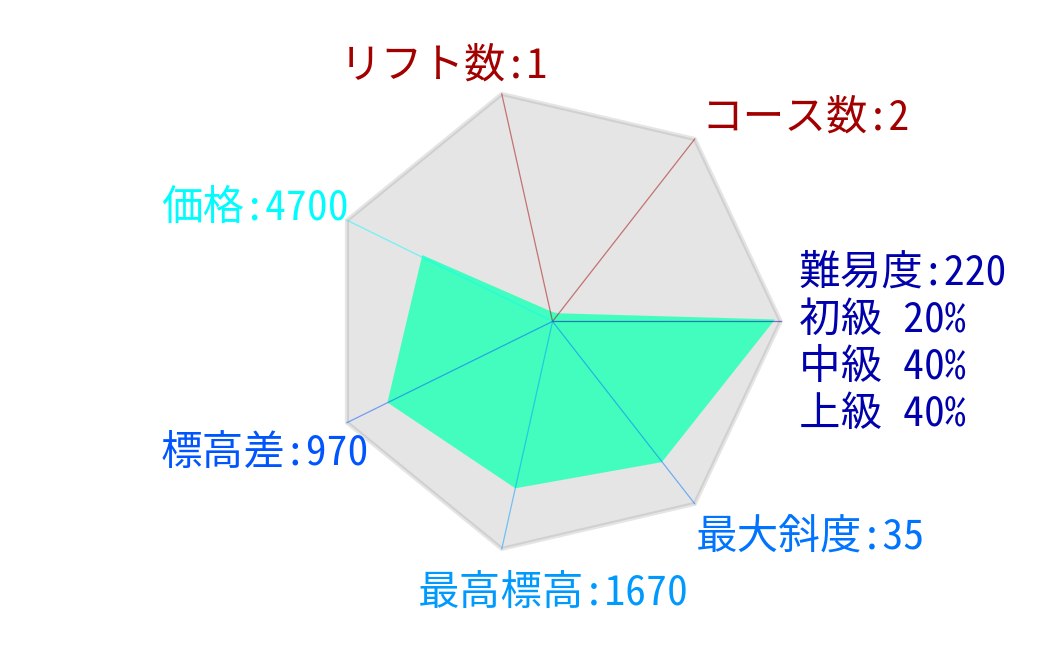 リフト数:1
コース数:2
価格:4700
難易度:220
初級 20%
中級 40%
上級 40%
標高差:970
最大斜度:35
最高標高:1670